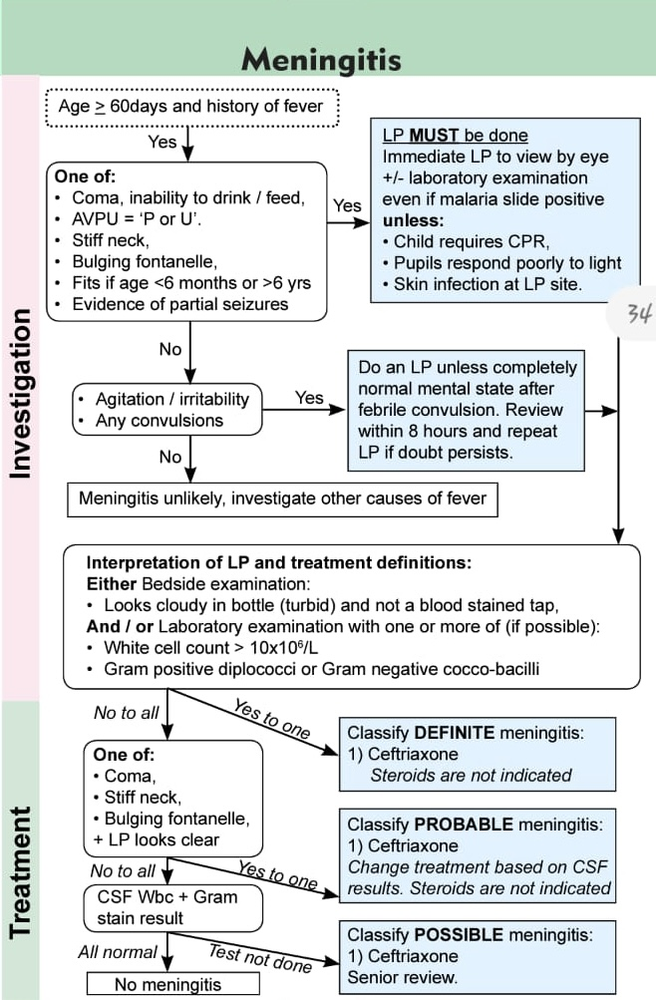 Meningitis
Age ≥ 60days and history of fever
Yes
One of:
• Coma, inability to drink / feed,
• AVPU = ‘P or U’.
• Stiff neck,
• Bulging fontanelle,
• Fits if age <6 months or >6 yrs
• Evidence of partial seizures
Yes
LP MUST be done
Immediate LP to view by eye
+/- laboratory examination
even if malaria slide positive
unless:
• Child requires CPR,
• Pupils respond poorly to light
• Skin infection at LP site.
34
Investigation
No
• Agitation / irritability
• Any convulsions
Yes
Do an LP unless completely
normal mental state after
febrile convulsion. Review
within 8 hours and repeat
LP if doubt persists.
No
Meningitis unlikely, investigate other causes of fever
Interpretation of LP and treatment definitions:
Either Bedside examination:
• Looks cloudy in bottle (turbid) and not a blood stained tap,
And / or Laboratory examination with one or more of (if possible):
• White cell count > 10x10⁶/L
• Gram positive diplococci or Gram negative cocco-bacilli
Treatment
No to all
Yes to one
Classify DEFINITE meningitis:
1) Ceftriaxone
Steroids are not indicated
One of:
• Coma,
• Stiff neck,
• Bulging fontanelle,
+ LP looks clear
No to all
Yes to one
Classify PROBABLE meningitis:
1) Ceftriaxone
Change treatment based on CSF
results. Steroids are not indicated
CSF Wbc + Gram
stain result
All normal
Test not done
Classify POSSIBLE meningitis:
1) Ceftriaxone
Senior review.
No meningitis